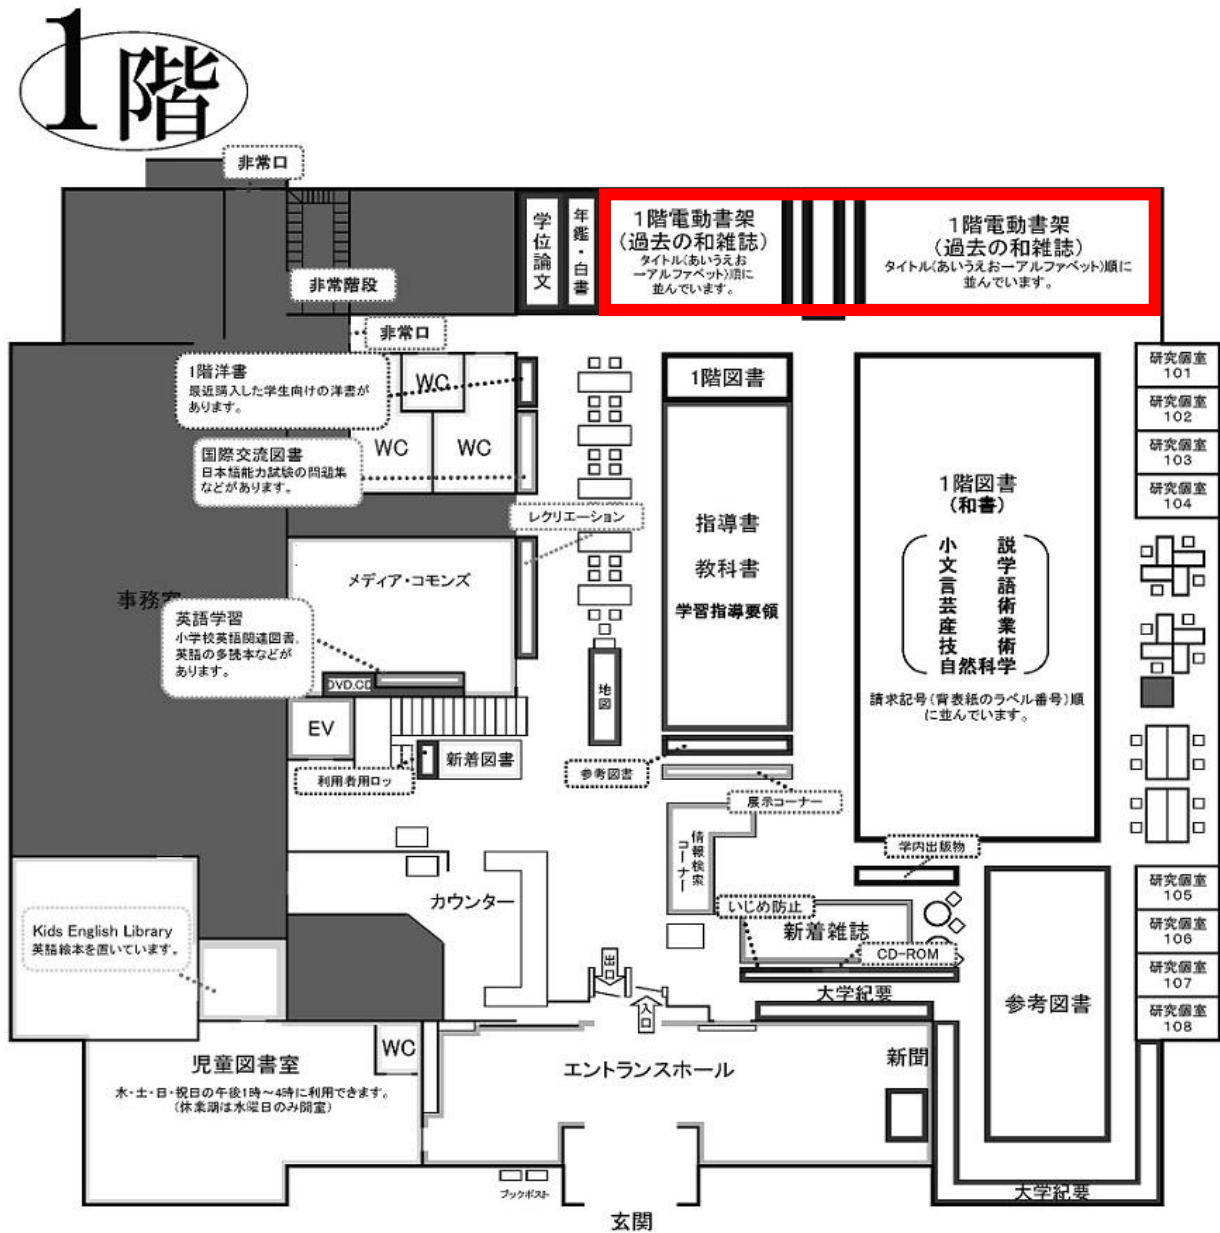 1階
非常口
学位論文
年鑑・白書
1階電動書架
(過去の和雑誌)
タイトル(あいうえお
ーアルファベット)順に
並んでいます。
1階電動書架
(過去の和雑誌)
タイトル(あいうえおーアルファベット)順に
並んでいます。
非常階段
非常口
1階洋書
最近購入した学生向けの洋書が
あります。
WC
WC
WC
国際交流図書
日本語能力試験の問題集
などがあります。
レクリエーション
1階図書
指導書
教科書
学習指導要領
1階図書
(和書)
小説
文学
言語
芸術
産業
技術
自然科学
請求記号(背表紙のラベル番号)順
に並んでいます。
研究個室
101
研究個室
102
研究個室
103
研究個室
104
事務室
メディア・コモンズ
英語学習
小学校英語関連図書、
英語の多読本などが
あります。
DVD,CD
地図
EV
新着図書
利用者用ロッ
参考図書
展示コーナー
情報検索
コーナー
学内出版物
カウンター
いじめ防止
新着雑誌
CD-ROM
大学紀要
出口
入口
Kids English Library
英語絵本を置いています。
研究個室
105
研究個室
106
研究個室
107
研究個室
108
参考図書
児童図書室
水・土・日・祝日の午後1時～4時に利用できます。
(休業期は水曜日のみ開室)
WC
エントランスホール
新聞
大学紀要
ブックポスト
玄関